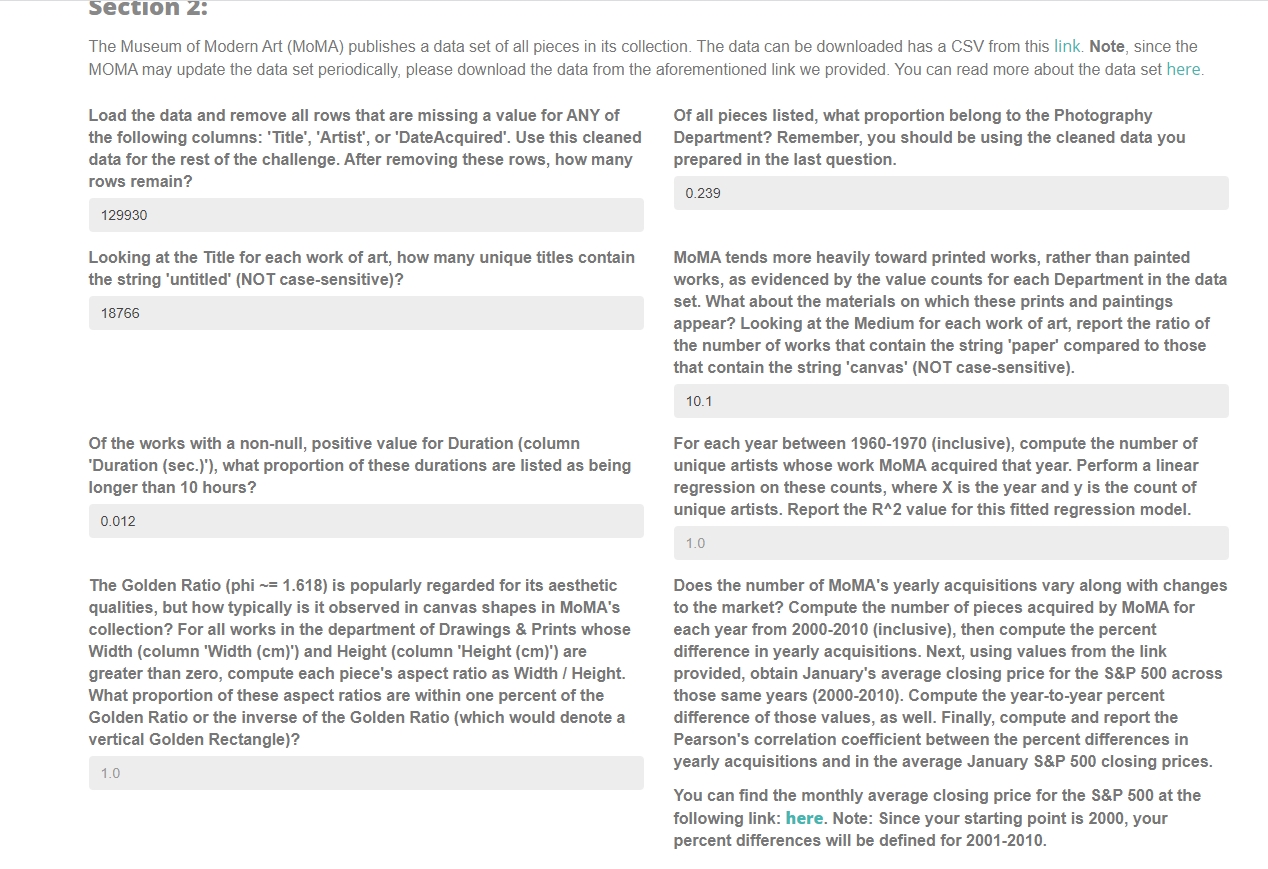 Section 2:
The Museum of Modern Art (MoMA) publishes a data set of all pieces in its collection. The data can be downloaded has a CSV from this link. Note, since the
MOMA may update the data set periodically, please download the data from the aforementioned link we provided. You can read more about the data set here.
Load the data and remove all rows that are missing a value for ANY of
the following columns: 'Title', 'Artist', or 'DateAcquired'. Use this cleaned
data for the rest of the challenge. After removing these rows, how many
rows remain?
129930
Of all pieces listed, what proportion belong to the Photography
Department? Remember, you should be using the cleaned data you
prepared in the last question.
0.239
Looking at the Title for each work of art, how many unique titles contain
the string 'untitled' (NOT case-sensitive)?
18766
MoMA tends more heavily toward printed works, rather than painted
works, as evidenced by the value counts for each Department in the data
set. What about the materials on which these prints and paintings
appear? Looking at the Medium for each work of art, report the ratio of
the number of works that contain the string 'paper' compared to those
that contain the string 'canvas' (NOT case-sensitive).
10.1
Of the works with a non-null, positive value for Duration (column
'Duration (sec.)'), what proportion of these durations are listed as being
longer than 10 hours?
0.012
For each year between 1960-1970 (inclusive), compute the number of
unique artists whose work MoMA acquired that year. Perform a linear
regression on these counts, where X is the year and y is the count of
unique artists. Report the R^2 value for this fitted regression model.
1.0
The Golden Ratio (phi ~= 1.618) is popularly regarded for its aesthetic
qualities, but how typically is it observed in canvas shapes in MoMA's
collection? For all works in the department of Drawings & Prints whose
Width (column 'Width (cm)') and Height (column 'Height (cm)') are
greater than zero, compute each piece's aspect ratio as Width / Height.
What proportion of these aspect ratios are within one percent of the
Golden Ratio or the inverse of the Golden Ratio (which would denote a
vertical Golden Rectangle)?
1.0
Does the number of MoMA's yearly acquisitions vary along with changes
to the market? Compute the number of pieces acquired by MoMA for
each year from 2000-2010 (inclusive), then compute the percent
difference in yearly acquisitions. Next, using values from the link
provided, obtain January's average closing price for the S&P 500 across
those same years (2000-2010). Compute the year-to-year percent
difference of those values, as well. Finally, compute and report the
Pearson's correlation coefficient between the percent differences in
yearly acquisitions and in the average January S&P 500 closing prices.
You can find the monthly average closing price for the S&P 500 at the
following link: here. Note: Since your starting point is 2000, your
percent differences will be defined for 2001-2010.